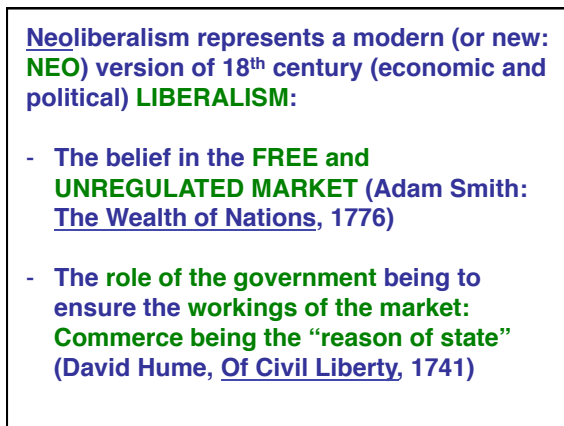 Neoliberalism represents a modern (or new:
NEO) version of 18th century (economic and
political) LIBERALISM:
- The belief in the FREE and
UNREGULATED MARKET (Adam Smith:
The Wealth of Nations, 1776)
- The role of the government being to
ensure the workings of the market:
Commerce being the “reason of state”
(David Hume, Of Civil Liberty, 1741)